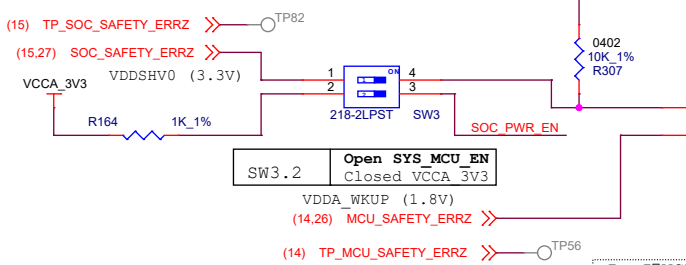 (15) TP_SOC_SAFETY_ERRZ TP82
(15,27) SOC_SAFETY_ERRZ
VDDSHV0 (3.3V)
VCCA_3V3
ON
1 4
2 3
1
2
218-2LPST SW3
R164 1K_1%
0402
10K_1%
R307
SOC_PWR_EN
SW3.2 Open SYS_MCU_EN
Closed VCCA_3V3
VDDA_WKUP (1.8V)
(14,26) MCU_SAFETY_ERRZ
(14) TP_MCU_SAFETY_ERRZ TP56